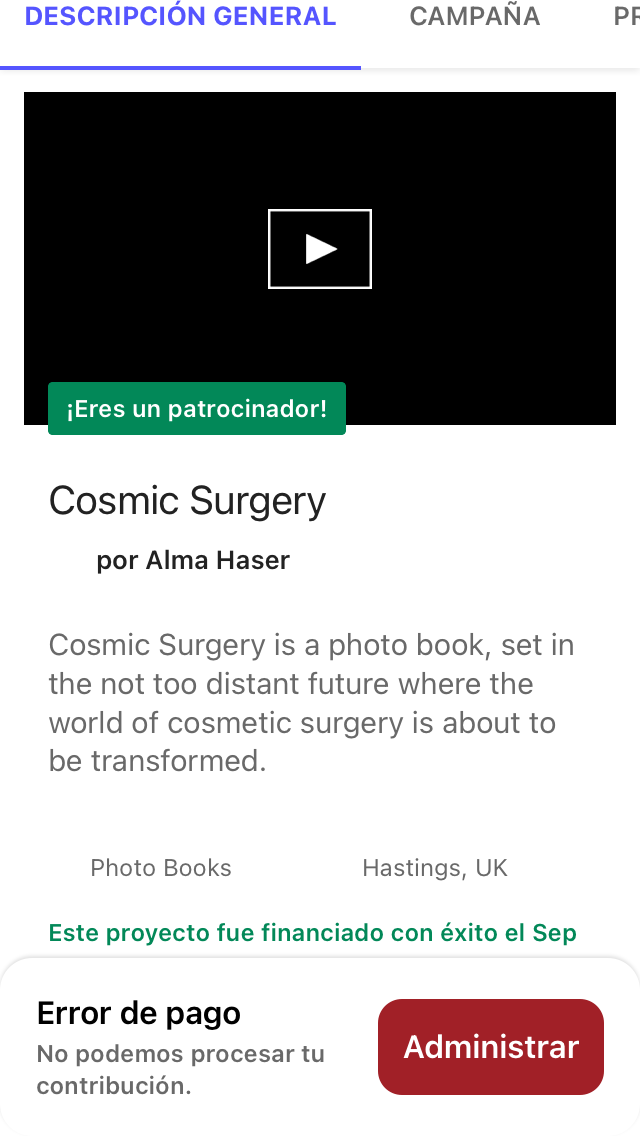 DESCRIPCIÓN GENERAL CAMPAÑA
¡Eres un patrocinador!
Cosmic Surgery
por Alma Haser
Cosmic Surgery is a photo book, set in
the not too distant future where the
world of cosmetic surgery is about to
be transformed.
Photo Books Hastings, UK
Este proyecto fue financiado con éxito el Sep
Error de pago
No podemos procesar tu
contribución.
Administrar